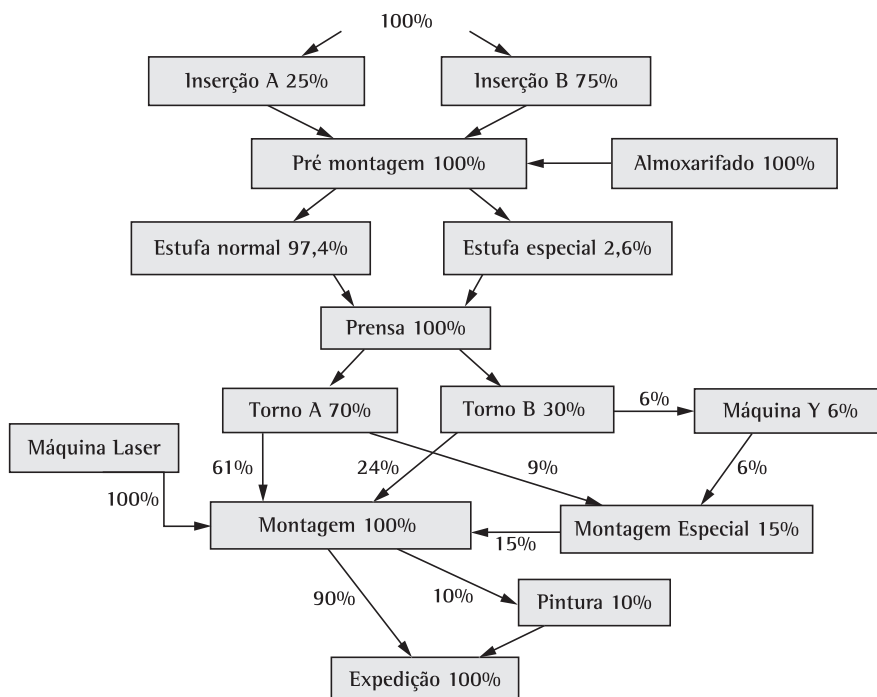 100%
Inserção A 25%
Inserção B 75%
Pré montagem 100%
Almoxarifado 100%
Estufa normal 97,4%
Estufa especial 2,6%
Prensa 100%
Torno A 70%
Torno B 30%
6%
Máquina Y 6%
Máquina Laser
61%
24%
9%
6%
100%
Montagem 100%
15%
Montagem Especial 15%
90%
10%
Pintura 10%
Expedição 100%